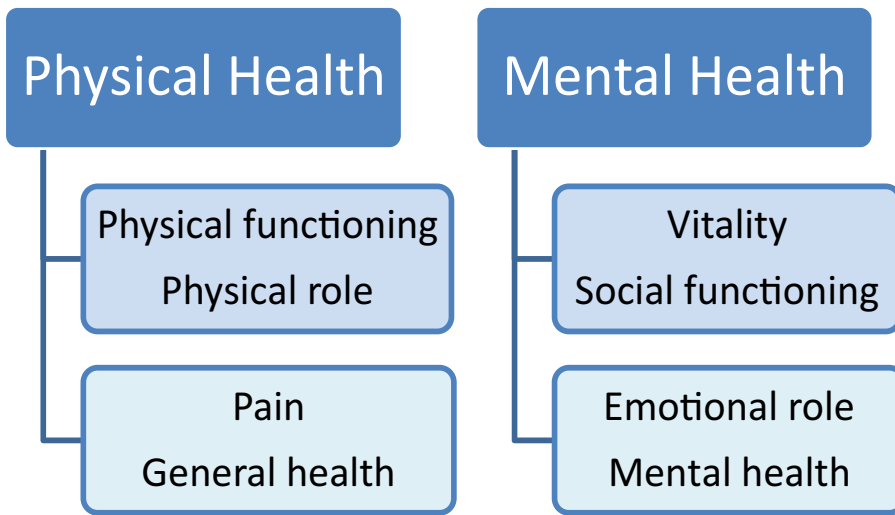 Physical Health
Physical functioning
Physical role
Pain
General health
Mental Health
Vitality
Social functioning
Emotional role
Mental health